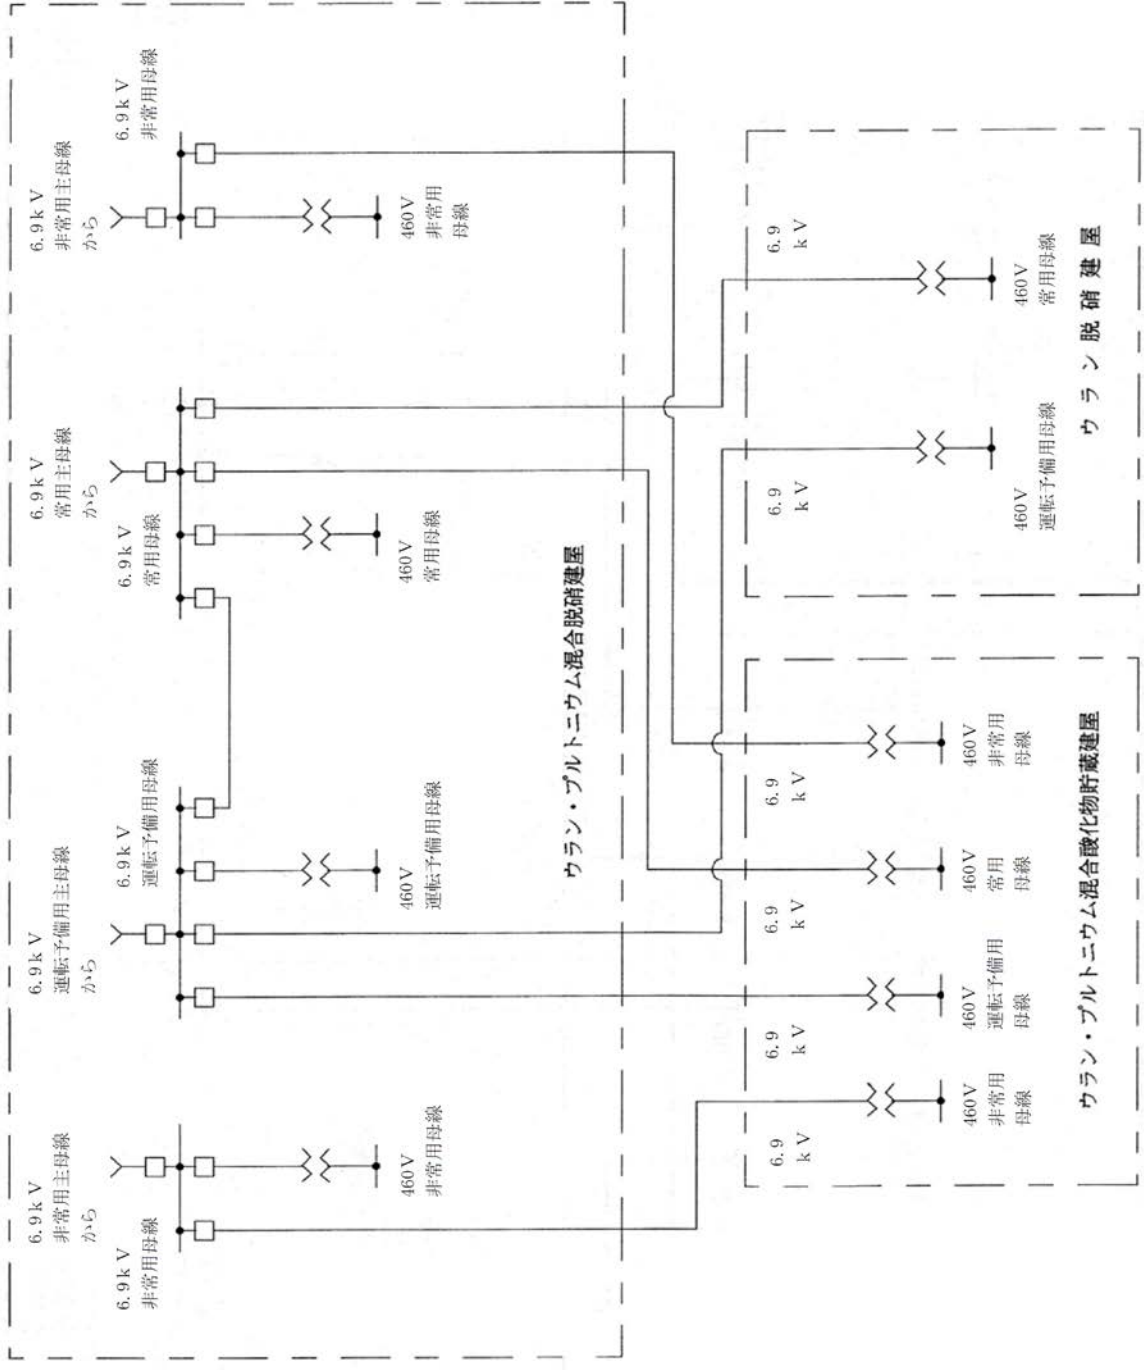 6.9kV
非常用主母線
から
6.9kV
非常用母線
460V
非常用母線
6.9kV
運転予備用主母線
から
6.9kV
運転予備用母線
460V
運転予備用母線
6.9kV
常用主母線
から
6.9kV
常用母線
460V
常用母線
6.9kV
非常用主母線
から
6.9kV
非常用母線
460V
非常用
母線
ウラン・プルトニウム混合脱硝建屋
6.9
kV
460V
非常用
母線
6.9
kV
460V
運転予備用
母線
6.9
kV
460V
常用
母線
6.9
kV
460V
非常用
母線
ウラン・プルトニウム混合酸化物貯蔵建屋
6.9
kV
460V
運転予備用母線
6.9
kV
460V
常用母線
ウラン脱硝建屋